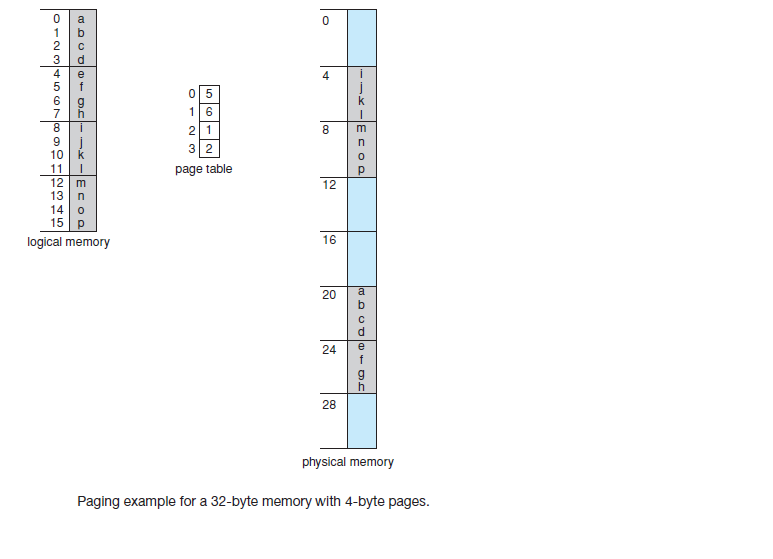 0 a
1 b
2 c
3 d
4 e
5 f
6 g
7 h
8 i
9 j
10 k
11 l
12 m
13 n
14 o
15 p
logical memory
0 5
1 6
2 1
3 2
page table
0
4 i
j
k
l
8 m
n
o
p
12
16
20 a
b
c
d
24 e
f
g
h
28
physical memory
Paging example for a 32-byte memory with 4-byte pages.